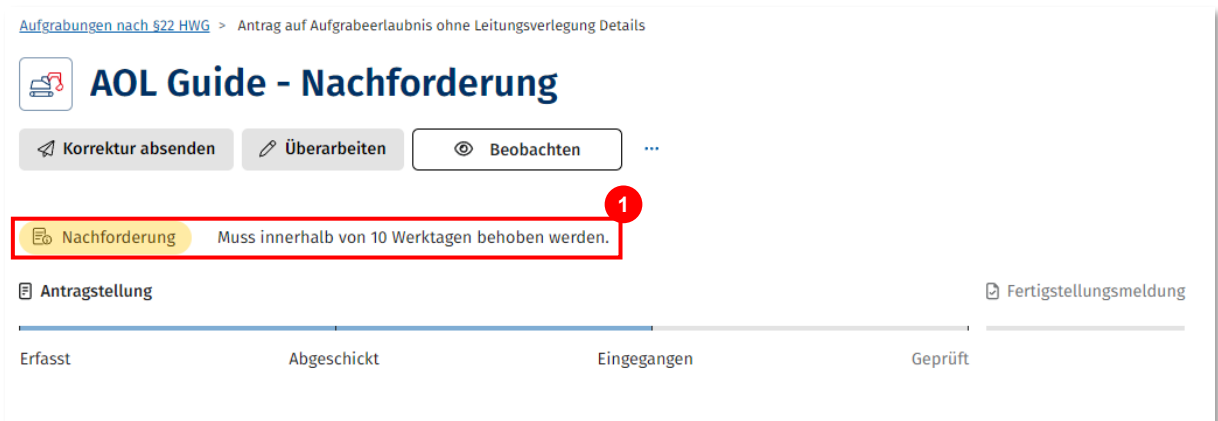 Aufgrabungen nach §22 HWG > Antrag auf Aufgrabeerlaubnis ohne Leitungsverlegung Details
AOL Guide - Nachforderung
Korrektur absenden Überarbeiten Beobachten ...
1
Nachforderung Muss innerhalb von 10 Werktagen behoben werden.
Antragstellung Fertigstellungsmeldung
Erfasst Abgeschickt Eingegangen Geprüft